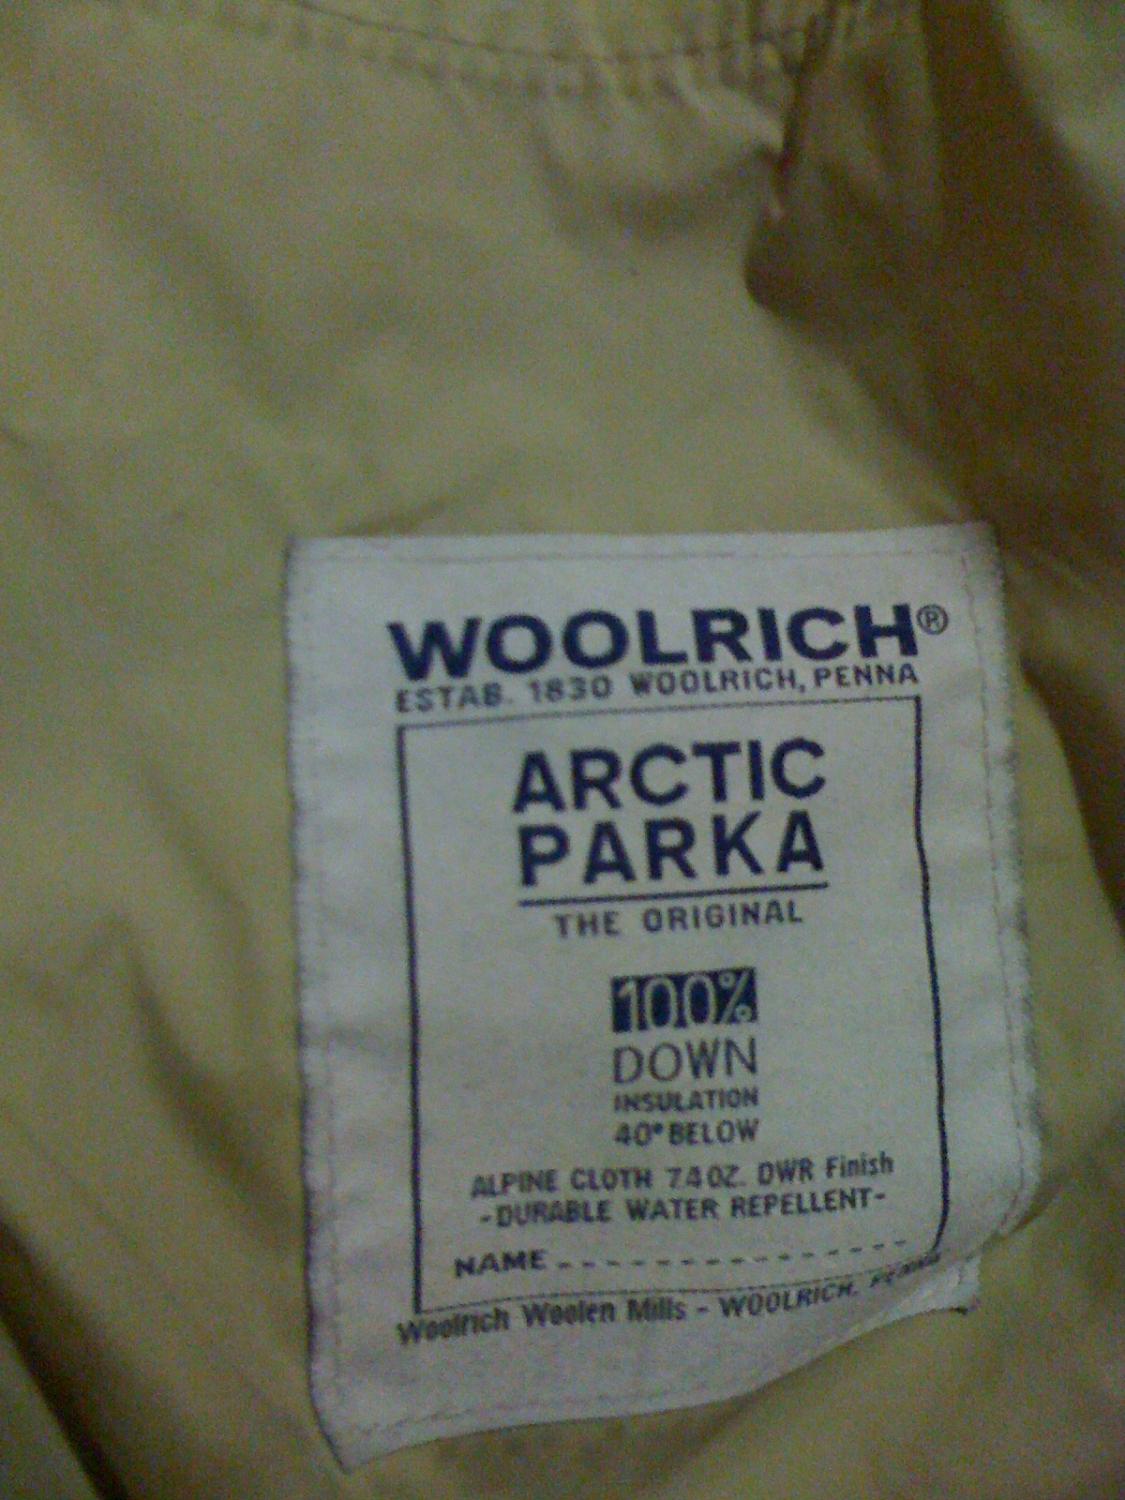 WOOLRICH®
ESTAB. 1830 WOOLRICH, PENNA
ARCTIC
PARKA
THE ORIGINAL
100%
DOWN
INSULATION
40° BELOW
ALPINE CLOTH 7.4 OZ. DWR Finish
-DURABLE WATER REPELLENT-
NAME - - - - - - - - - - - - - - - -
Woolrich Woolen Mills - WOOLRICH, PENNA